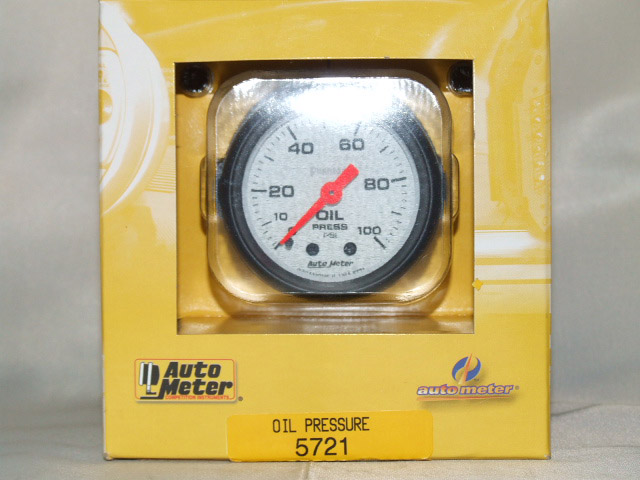 40 60
20 80
10
0 OIL 100
PRESS
PSI
Auto Meter
Auto
Meter
COMPETITION INSTRUMENTS
auto meter
OIL PRESSURE
5721